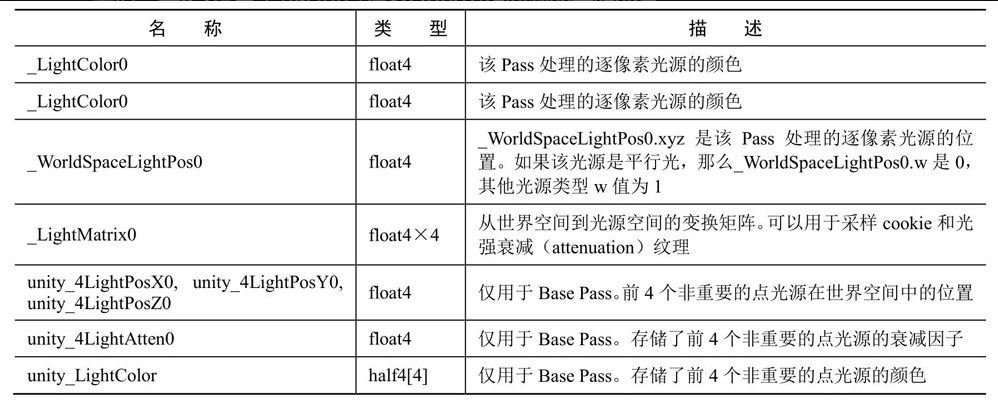 名 称 类 型 描 述
_LightColor0 float4 该 Pass 处理的逐像素光源的颜色
_LightColor0 float4 该 Pass 处理的逐像素光源的颜色
_WorldSpaceLightPos0 float4 _WorldSpaceLightPos0.xyz 是该 Pass 处理的逐像素光源的位
置。如果该光源是平行光，那么_WorldSpaceLightPos0.w 是 0，
其他光源类型 w 值为 1
_LightMatrix0 float4×4 从世界空间到光源空间的变换矩阵。可以用于采样 cookie 和光
强衰减（attenuation）纹理
unity_4LightPosX0, unity_4LightPosY0,
unity_4LightPosZ0 float4 仅用于 Base Pass。前 4 个非重要的点光源在世界空间中的位置
unity_4LightAtten0 float4 仅用于 Base Pass。存储了前 4 个非重要的点光源的衰减因子
unity_LightColor half4[4] 仅用于 Base Pass。存储了前 4 个非重要的点光源的颜色